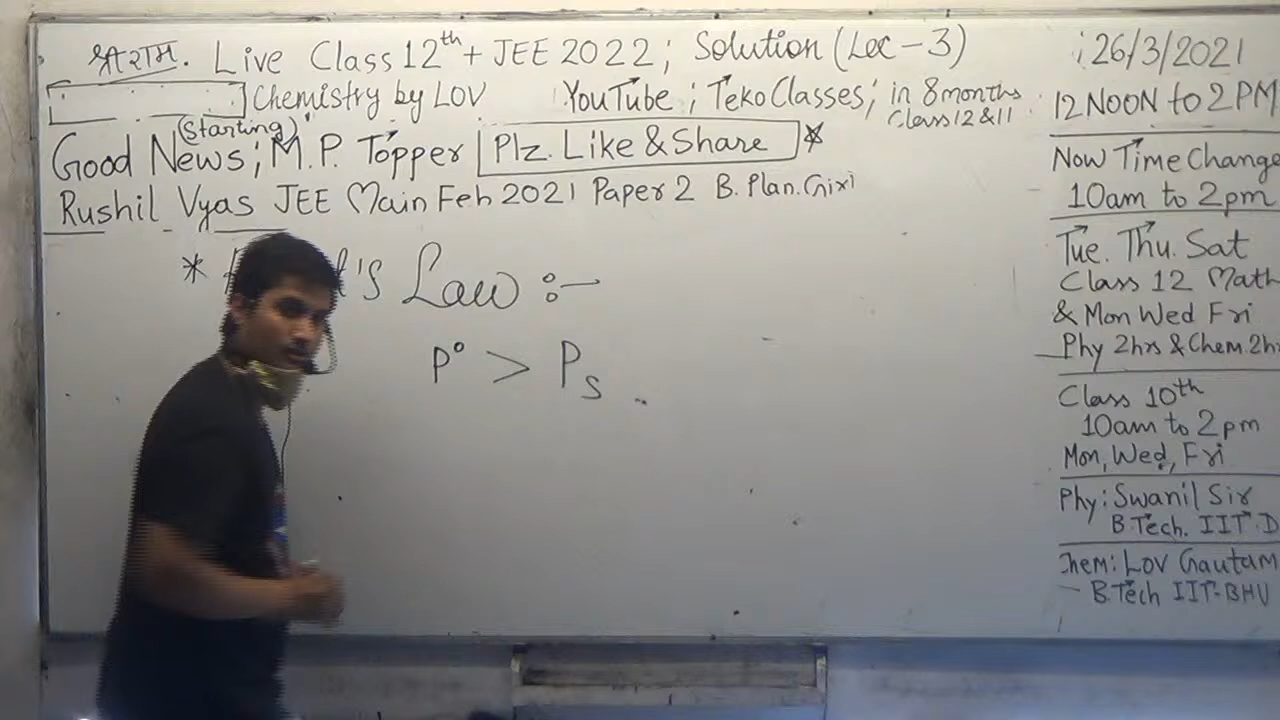 श्री राम. Live Class 12th + JEE 2022 ; Solution (Lec - 3)
Chemistry by LOV YouTube ; TekoClasses ; in 8 months
Class 12 & 11
(Starting)
Good News ; M.P. Topper Plz. Like & Share *
Rushil Vyas JEE Main Feb 2021 Paper 2 B. Plan. Girl
* 's Law :-
P° > Ps
26/3/2021
12 NOON to 2 PM
Now Time Change
10am to 2pm
Tue. Thu. Sat
Class 12 Math
& Mon Wed Fri
Phy 2hrs & Chem. 2hr
Class 10th
10am to 2 pm
Mon, Wed, Fri
Phy: Swanil Sir
B.Tech. IIT-D
Chem: Lov Gautam
B.Tech IIT-BHU